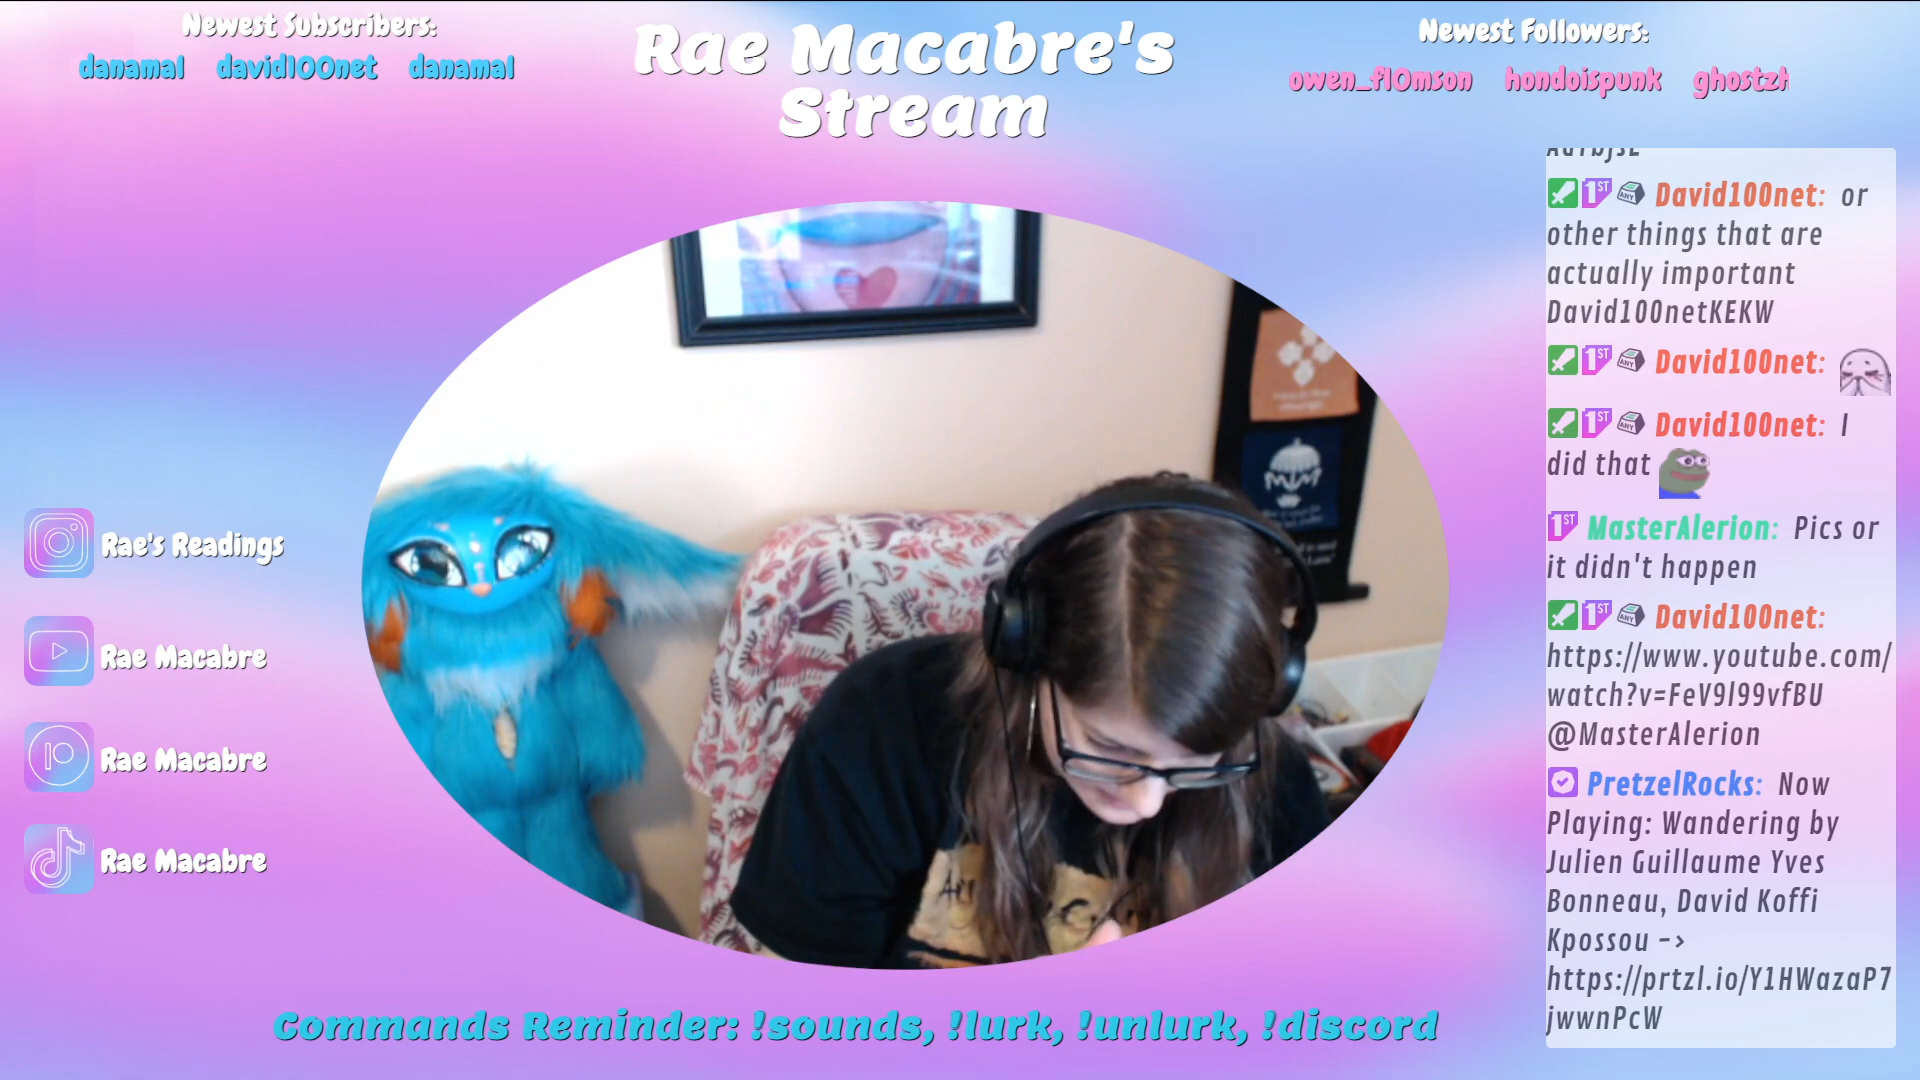 Newest Subscribers:
danamal david100net danamal
Rae Macabre's
Stream
Newest Followers:
owen_fl0mson hondoispunk ghostzh
David100net: or
other things that are
actually important
David100netKEKW
David100net:
David100net: I
did that
MasterAlerion: Pics or
it didn't happen
David100net:
https://www.youtube.com/
watch?v=FeV9l99vfBU
@MasterAlerion
PretzelRocks: Now
Playing: Wandering by
Julien Guillaume Yves
Bonneau, David Koffi
Kpossou ->
https://prtzl.io/Y1HWazaP7
jwwnPcW
Rae's Readings
Rae Macabre
Rae Macabre
Rae Macabre
Commands Reminder: !sounds, !lurk, !unlurk, !discord